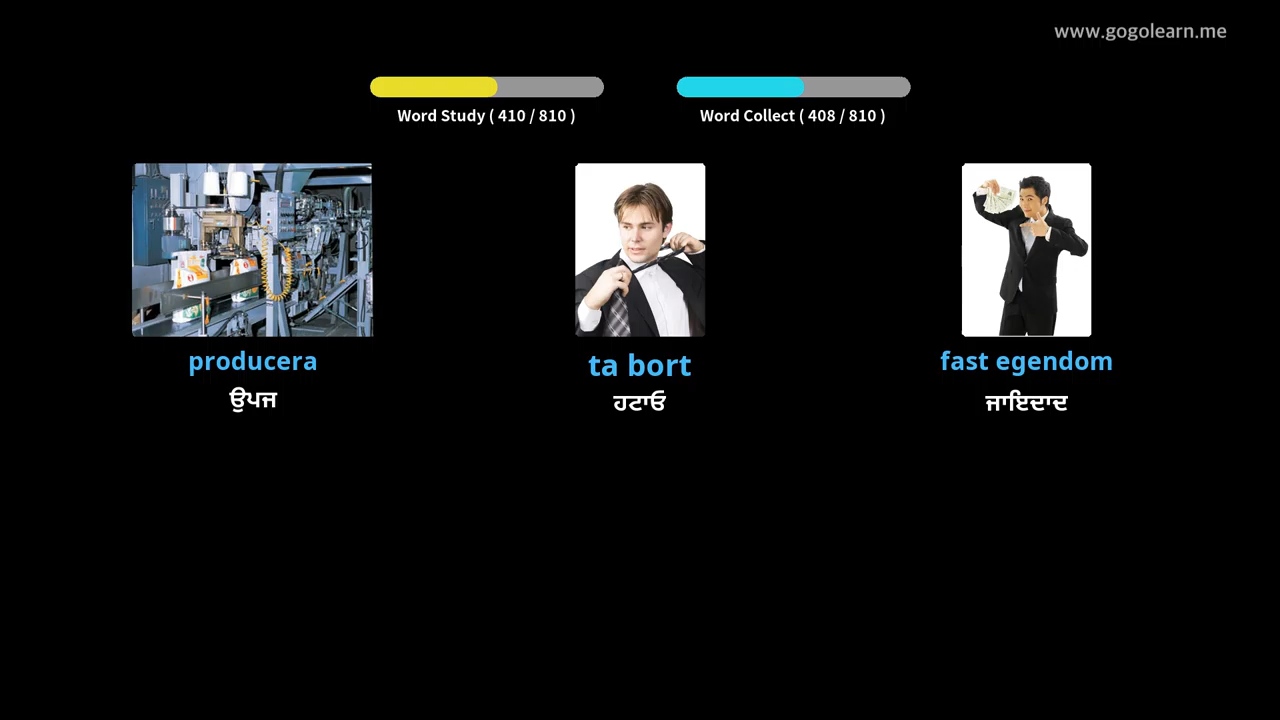 www.gogolearn.me
Word Study ( 410 / 810 )
Word Collect ( 408 / 810 )
producera
ta bort
fast egendom
ਉਪਜ
ਹਟਾਓ
ਜਾਇਦਾਦ